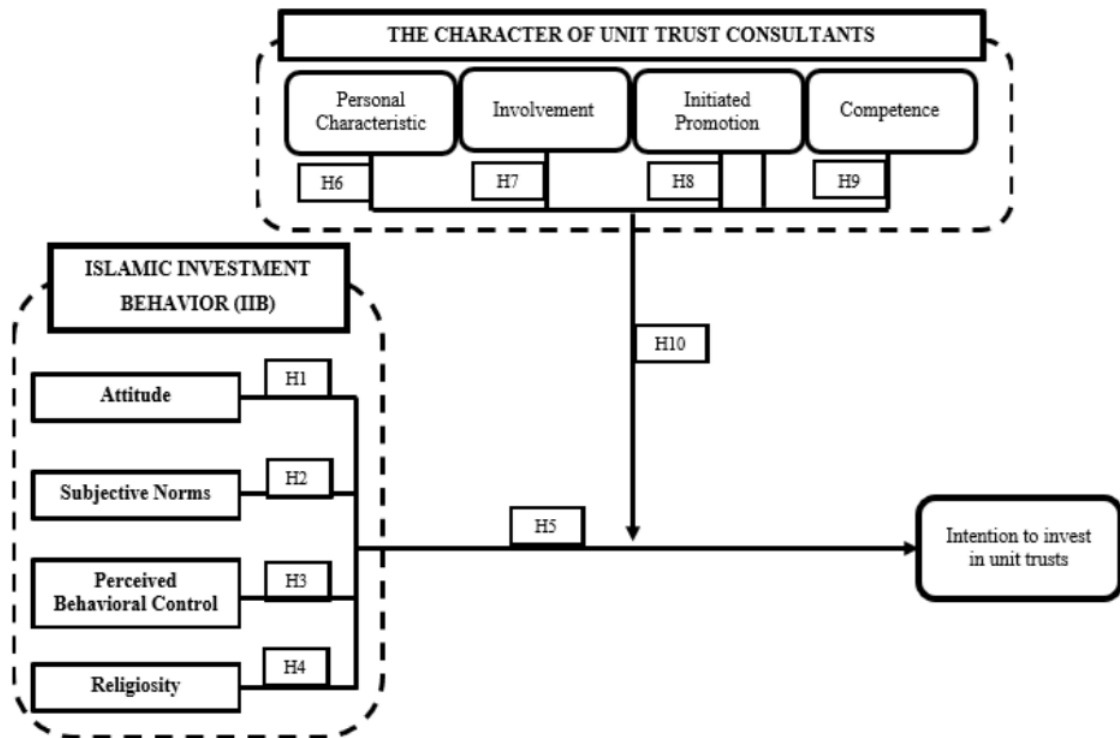 THE CHARACTER OF UNIT TRUST CONSULTANTS
Personal
Characteristic
Involvement
Initiated
Promotion
Competence
H6
H7
H8
H9
ISLAMIC INVESTMENT
BEHAVIOR (IIB)
H10
Attitude
H1
Subjective Norms
H2
H5
Intention to invest
in unit trusts
Perceived
Behavioral Control
H3
Religiosity
H4